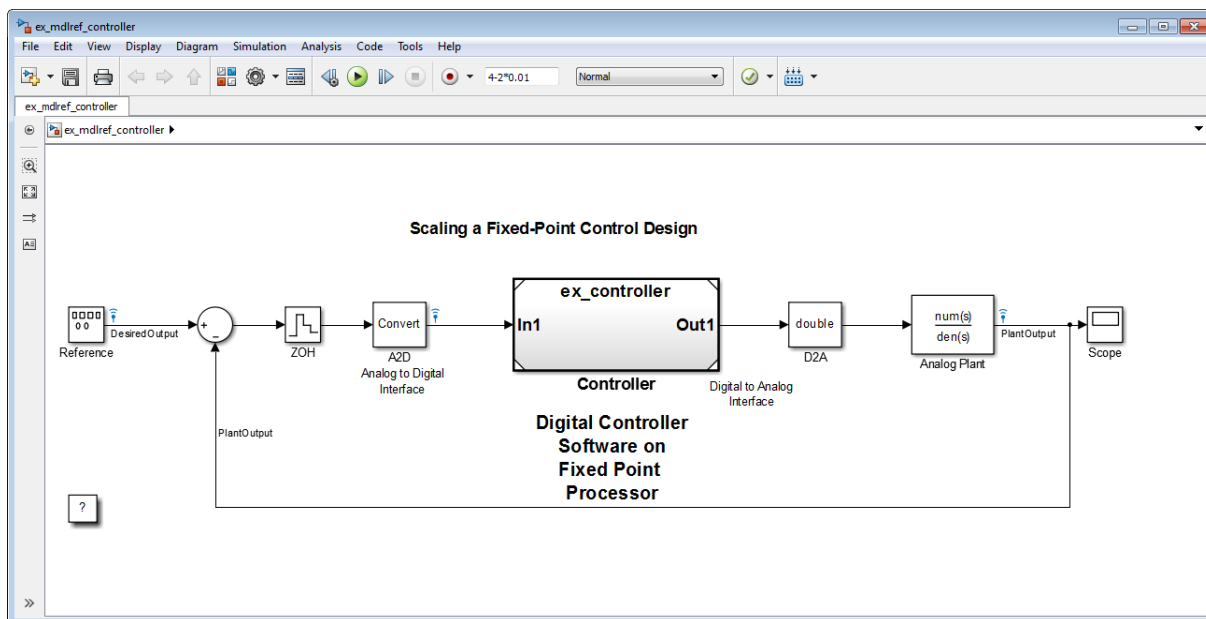 ex_mdlref_controller
File Edit View Display Diagram Simulation Analysis Code Tools Help
4-2*0.01 Normal
ex_mdlref_controller
ex_mdlref_controller
Scaling a Fixed-Point Control Design
Reference
DesiredOutput
+
-
ZOH
Convert
A2D
Analog to Digital
Interface
ex_controller
In1 Out1
Controller
Digital Controller
Software on
Fixed Point
Processor
double
D2A
Digital to Analog
Interface
num(s)
den(s)
Analog Plant
PlantOutput
Scope
PlantOutput
?